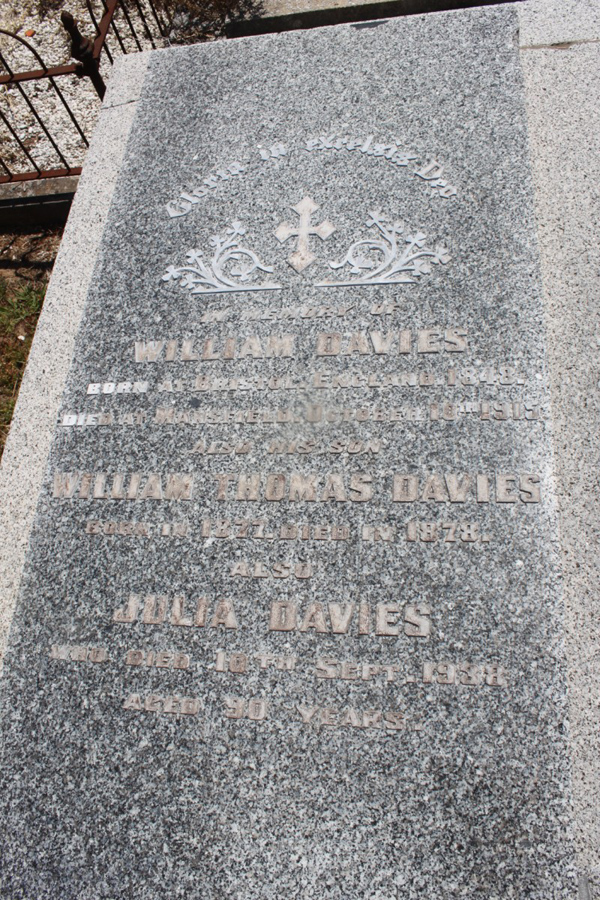 Gloria in excelsis Deo
IN MEMORY OF
WILLIAM DAVIES
BORN AT BRISTOL, ENGLAND, 1848.
DIED AT MANSFIELD, OCTOBER 19TH 1915
ALSO HIS SON
WILLIAM THOMAS DAVIES
BORN IN 1877, DIED IN 1878.
ALSO
JULIA DAVIES
WHO DIED 10TH SEPT., 1938
AGED 90 YEARS.